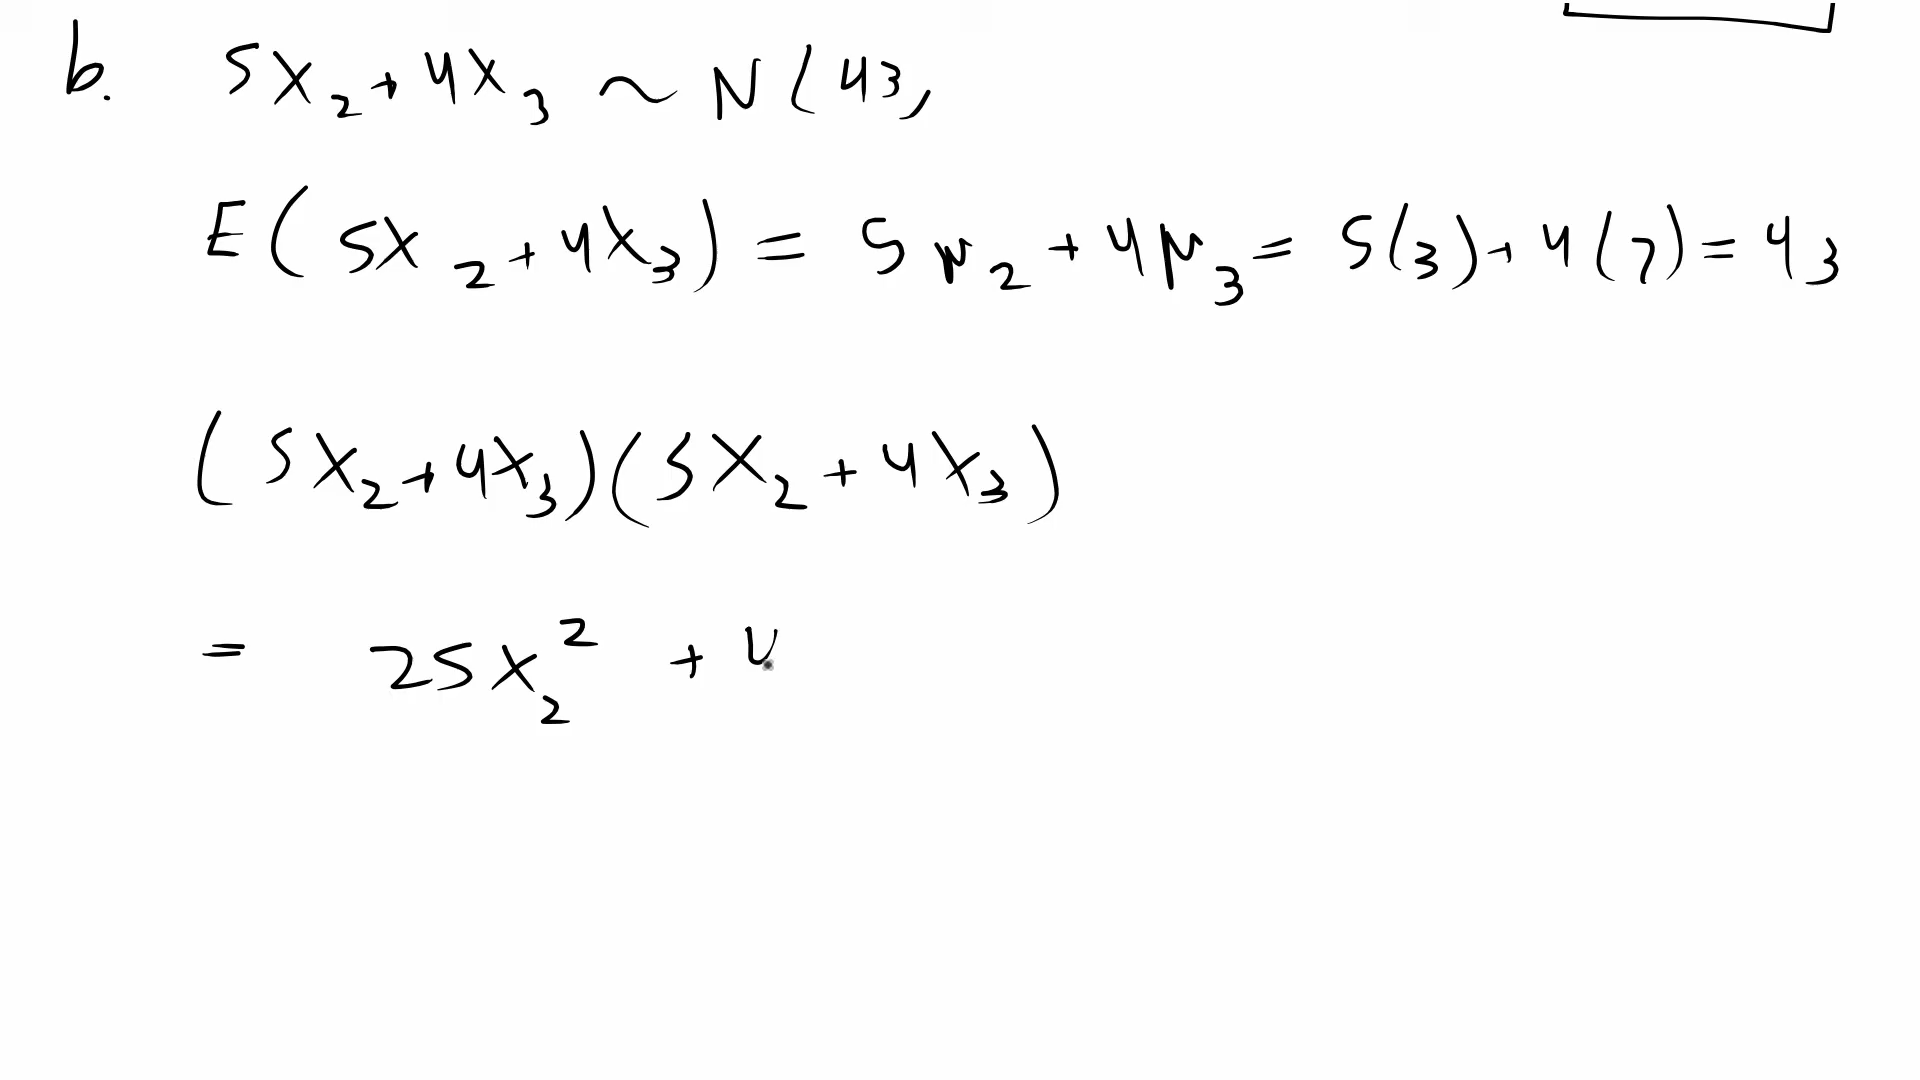 b. 5X₂ + 4X₃ ~ N(43,
E(5X₂ + 4X₃) = 5μ₂ + 4μ₃ = 5(3) + 4(7) = 43
(5X₂ + 4X₃)(5X₂ + 4X₃)
= 25X₂² + 4